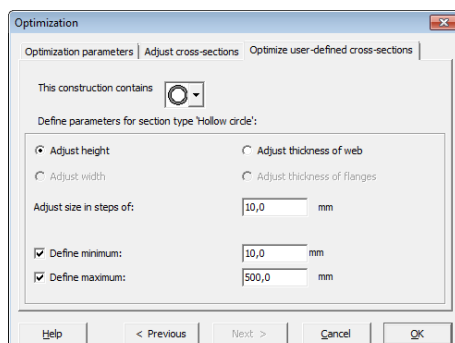 Optimization
Optimization parameters Adjust cross-sections Optimize user-defined cross-sections
This construction contains
Define parameters for section type 'Hollow circle':
Adjust height Adjust thickness of web
Adjust width Adjust thickness of flanges
Adjust size in steps of: 10,0 mm
Define minimum: 10,0 mm
Define maximum: 500,0 mm
Help < Previous Next > Cancel OK